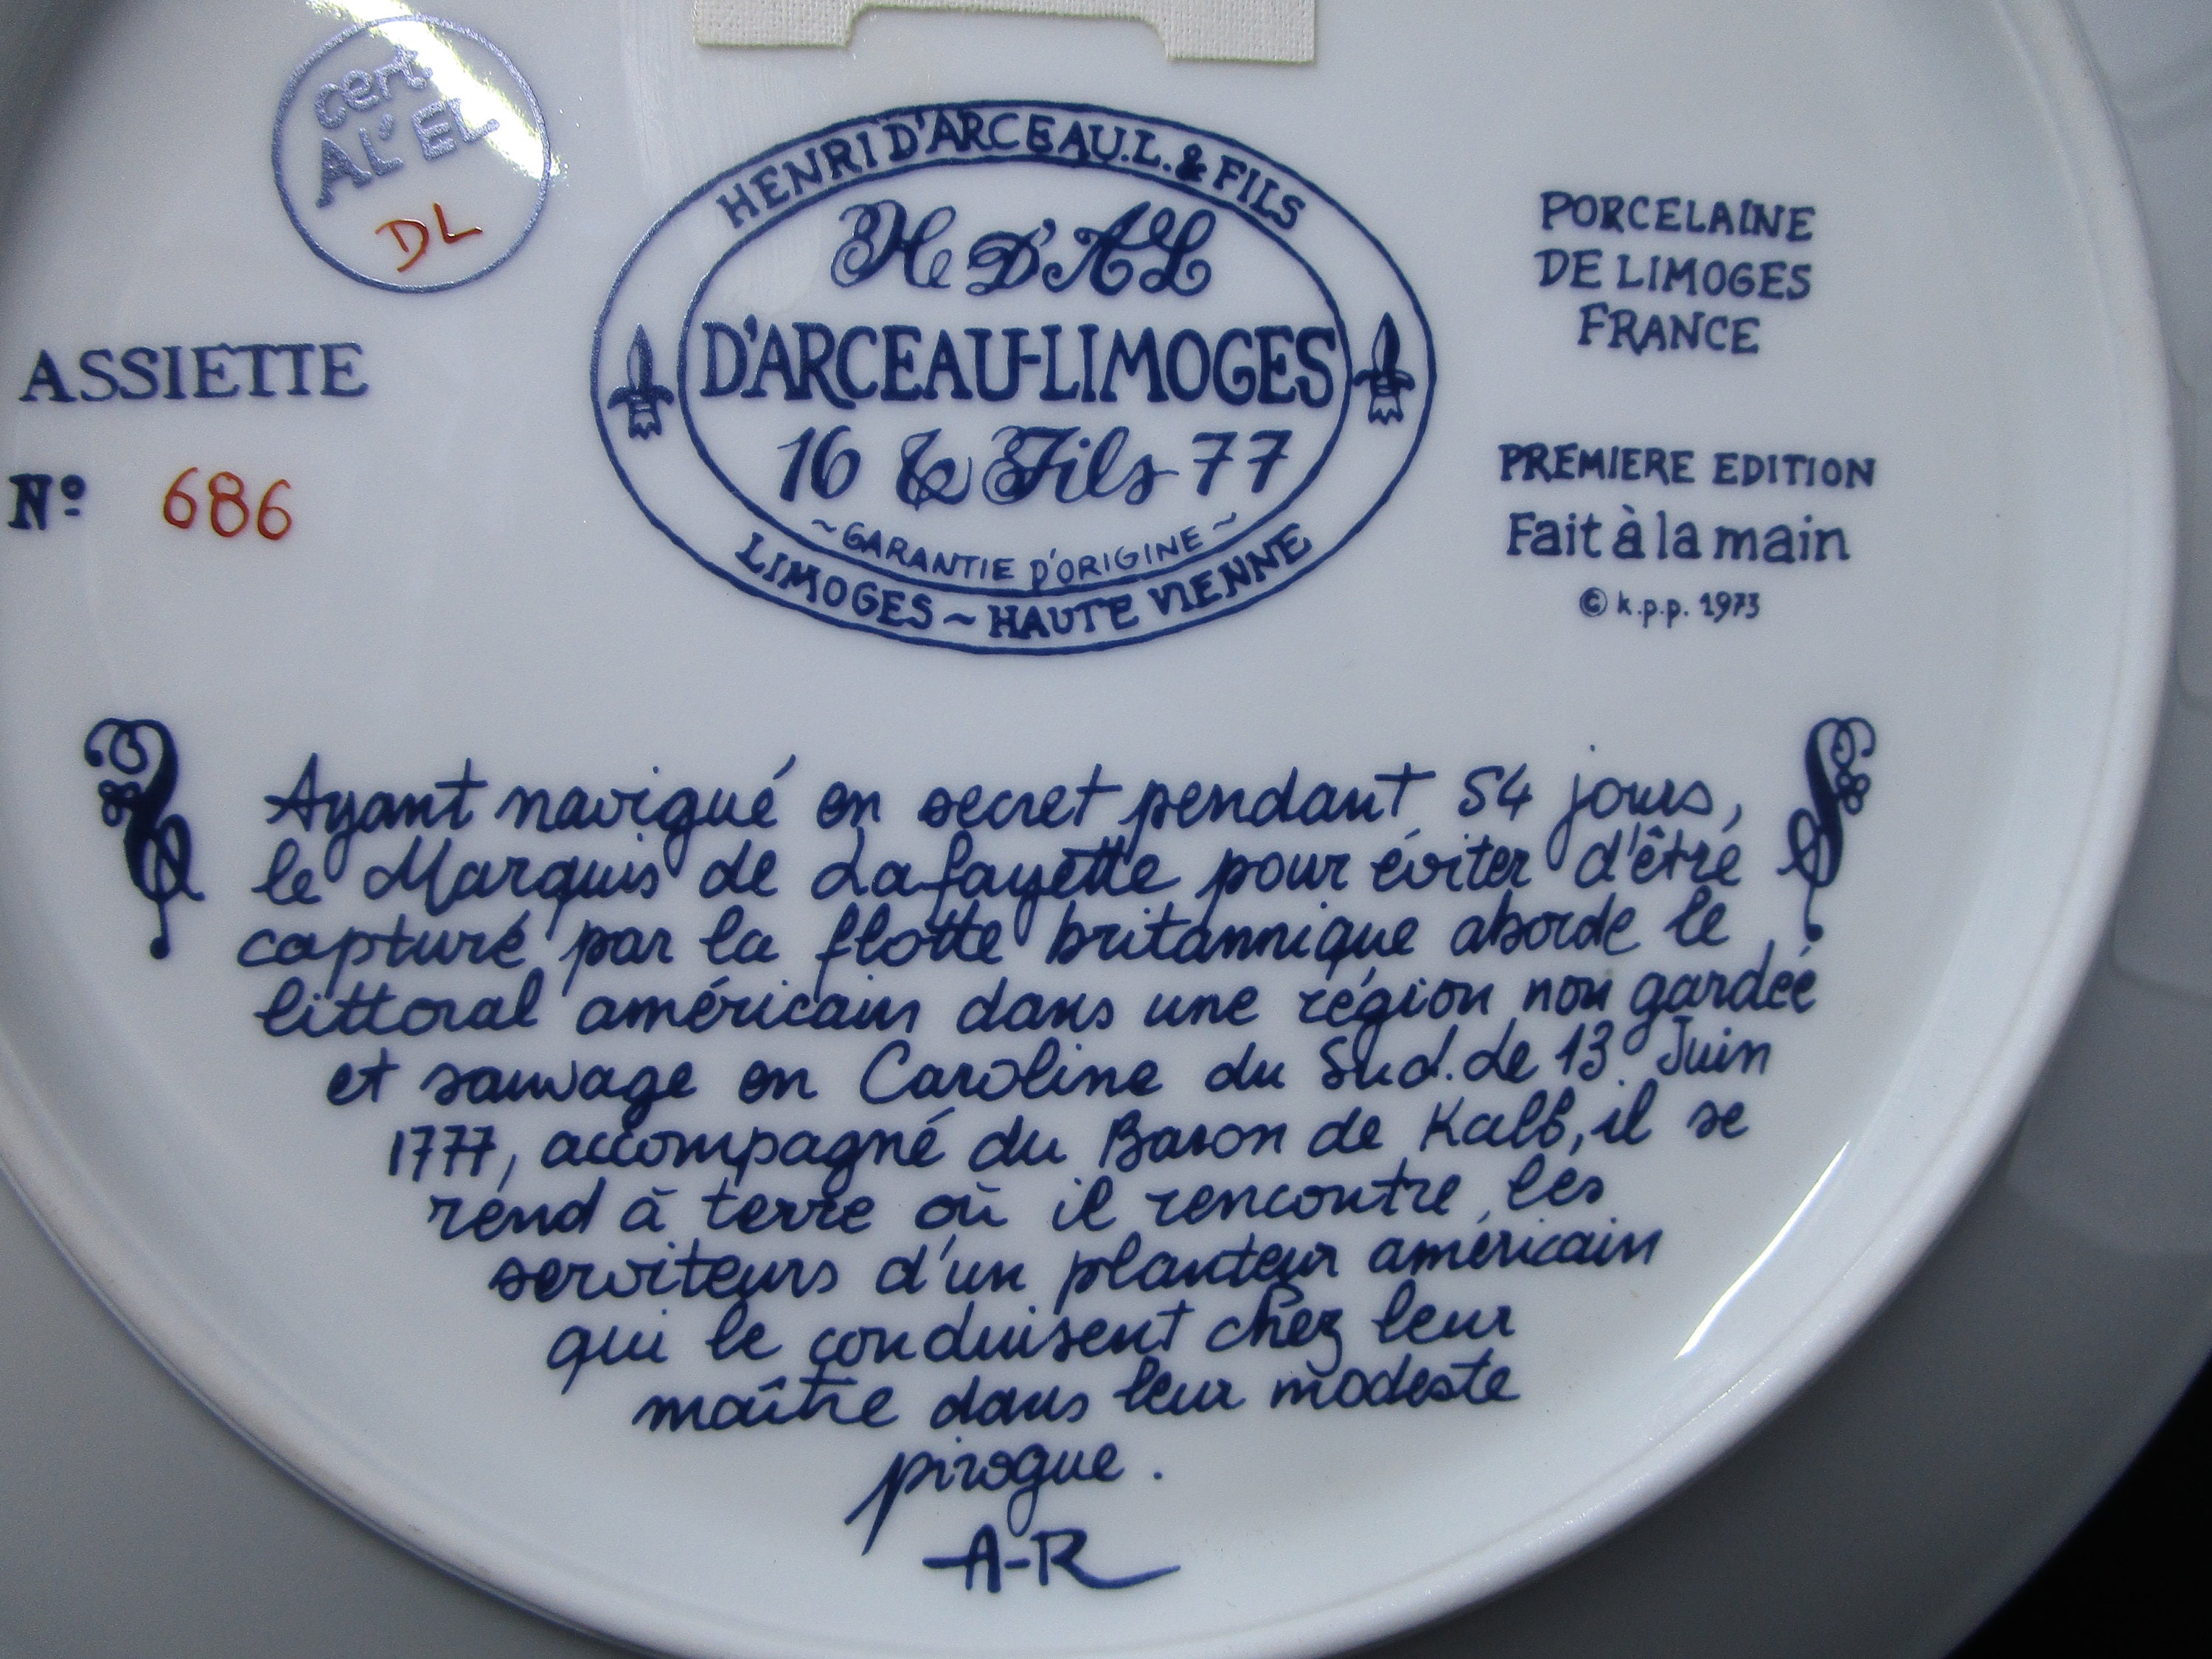 cert
AL'EL
DL
ASSIETTE
Nº 686
HENRI D'ARCEAU.L. & FILS
H D'AL
D'ARCEAU-LIMOGES
16 & Fils 77
~GARANTIE D'ORIGINE~
LIMOGES ~ HAUTE VIENNE
PORCELAINE
DE LIMOGES
FRANCE
PREMIERE EDITION
Fait à la main
© k.p.p. 1973
Ayant navigué en secret pendant 54 jours,
le Marquis de Lafayette pour éviter d'être
capturé par la flotte britannique aborde le
littoral américain dans une région non gardée
et sauvage en Caroline du Sud. Le 13 Juin
1777, accompagné du Baron de Kalb, il se
rend à terre où il rencontre les
serviteurs d'un planteur américain
qui le conduisent chez leur
maître dans leur modeste
pirogue.
A-R